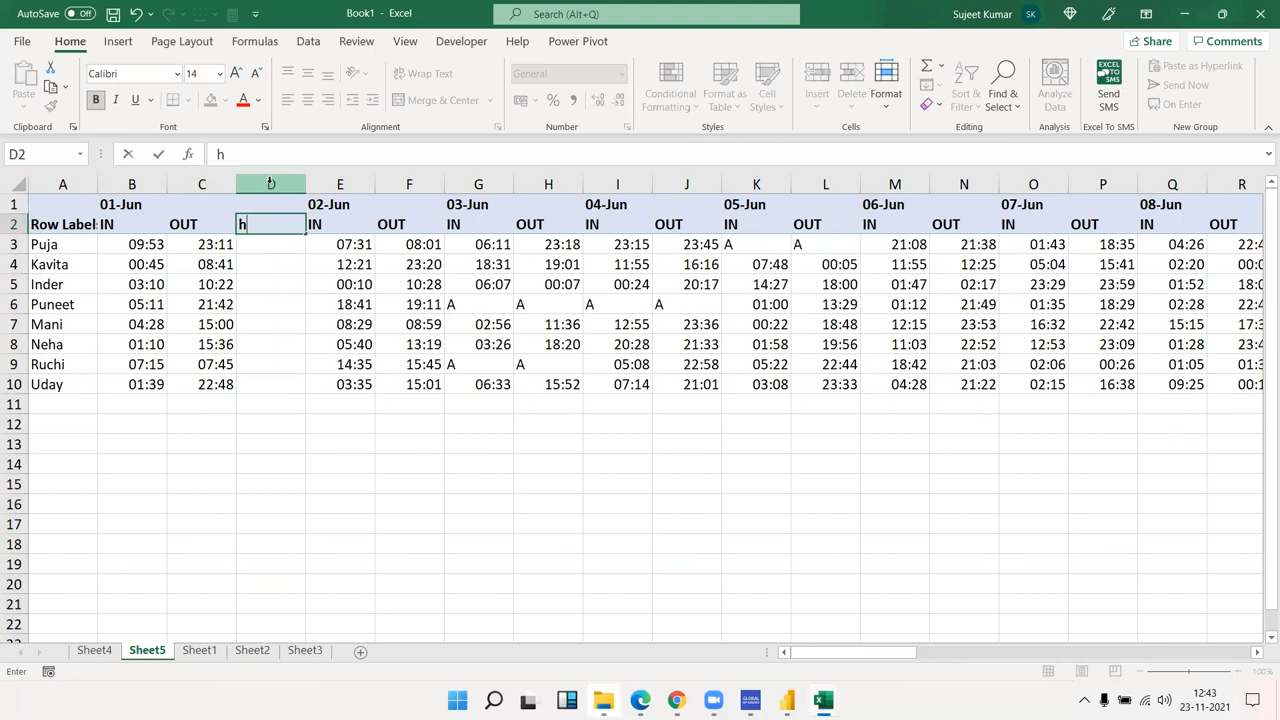 AutoSave Off Book1 - Excel Search (Alt+Q) Sujeet Kumar SK
File Home Insert Page Layout Formulas Data Review View Developer Help Power Pivot Share Comments
Paste Calibri 14 Wrap Text General Conditional Formatting Format as Table Cell Styles Insert Delete Format Sort & Filter Find & Select Analyze Data Send SMS Paste as Hyperlink
B I U A Merge & Center % Send Now
On Enter
Clipboard Font Alignment Number Styles Cells Editing Analysis Excel To SMS New Group
D2 fx h
A B C D E F G H I J K L M N O P Q R
1 01-Jun 02-Jun 03-Jun 04-Jun 05-Jun 06-Jun 07-Jun 08-Jun
2 Row Label IN OUT h IN OUT IN OUT IN OUT IN OUT IN OUT IN OUT IN OUT
3 Puja 09:53 23:11 07:31 08:01 06:11 23:18 23:15 23:45 A A 21:08 21:38 01:43 18:35 04:26 22:4
4 Kavita 00:45 08:41 12:21 23:20 18:31 19:01 11:55 16:16 07:48 00:05 11:55 12:25 05:04 15:41 02:20 00:0
5 Inder 03:10 10:22 00:10 10:28 06:07 00:07 00:24 20:17 14:27 18:00 01:47 02:17 23:29 23:59 01:52 18:0
6 Puneet 05:11 21:42 18:41 19:11 A A A A 01:00 13:29 01:12 21:49 01:35 18:29 02:28 22:4
7 Mani 04:28 15:00 08:29 08:59 02:56 11:36 12:55 23:36 00:22 18:48 12:15 23:53 16:32 22:42 15:15 17:3
8 Neha 01:10 15:36 05:40 13:19 03:26 18:20 20:28 21:33 01:58 19:56 11:03 22:52 12:53 23:09 01:28 23:4
9 Ruchi 07:15 07:45 14:35 15:45 A A 05:08 22:58 05:22 22:44 18:42 21:03 02:06 00:26 01:05 01:3
10 Uday 01:39 22:48 03:35 15:01 06:33 15:52 07:14 21:01 03:08 23:33 04:28 21:22 02:15 16:38 09:25 00:1
11
12
13
14
15
16
17
18
19
20
21
22
Sheet4 Sheet5 Sheet1 Sheet2 Sheet3
Enter 100%
12:43
23-11-2021